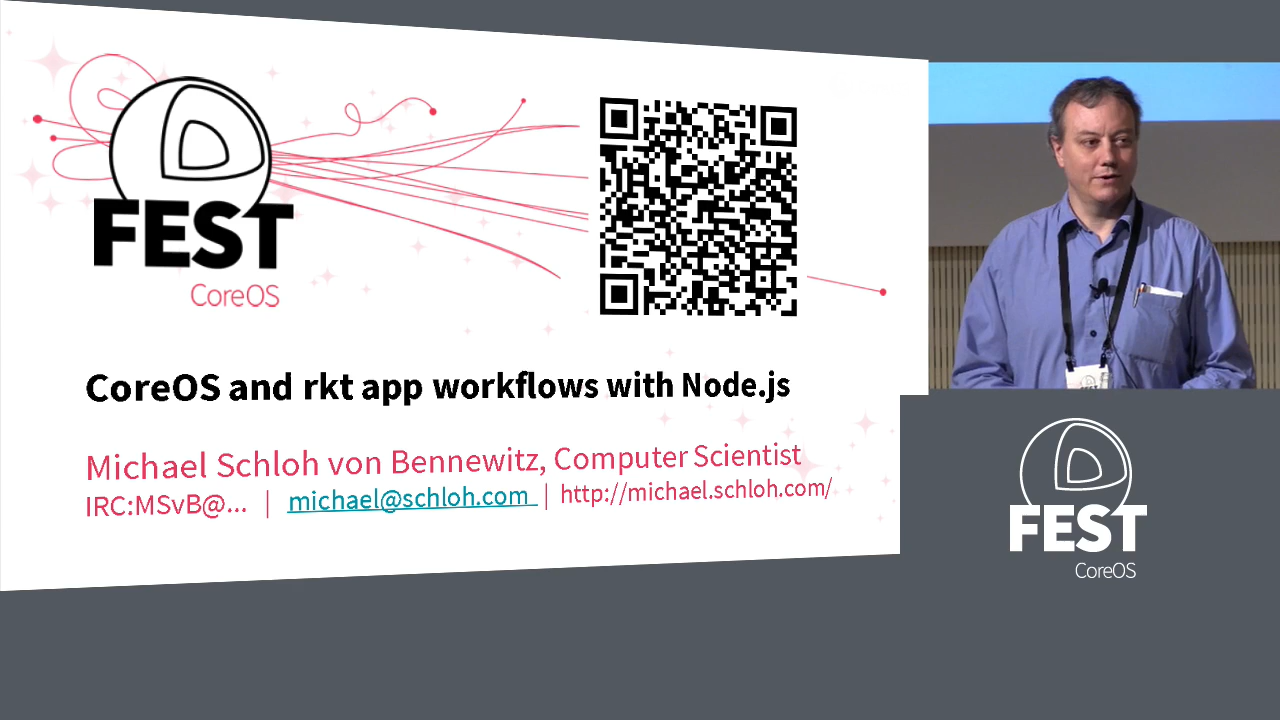 FEST
CoreOS
CoreOS and rkt app workflows with Node.js
Michael Schloh von Bennewitz, Computer Scientist
IRC:MSvB@... | michael@schloh.com | http://michael.schloh.com/
FEST
CoreOS